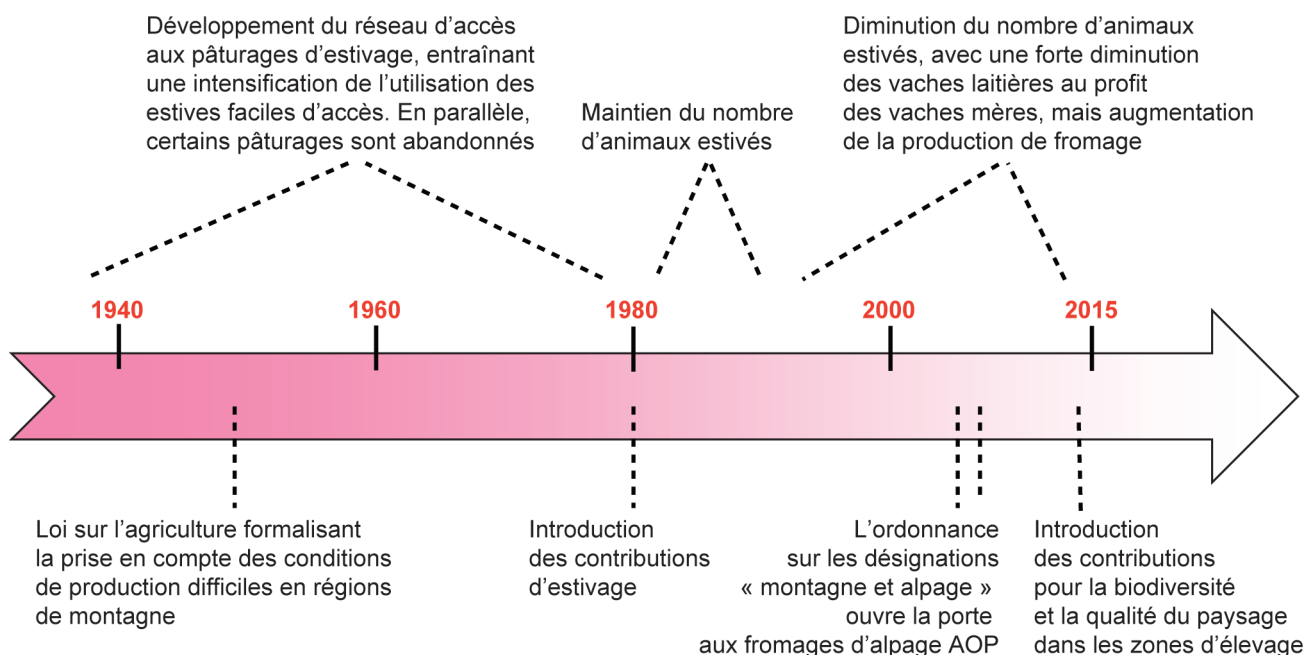 Développement du réseau d’accès
aux pâturages d’estivage, entraînant
une intensification de l’utilisation des
estives faciles d’accès. En parallèle,
certains pâturages sont abandonnés
Maintien du nombre
d’animaux estivés
Diminution du nombre d’animaux
estivés, avec une forte diminution
des vaches laitières au profit
des vaches mères, mais augmentation
de la production de fromage
1940
1960
1980
2000
2015
Loi sur l’agriculture formalisant
la prise en compte des conditions
de production difficiles en régions
de montagne
Introduction
des contributions
d’estivage
L’ordonnance
sur les désignations
« montagne et alpage »
ouvre la porte
aux fromages d’alpage AOP
Introduction
des contributions
pour la biodiversité
et la qualité du paysage
dans les zones d’élevage